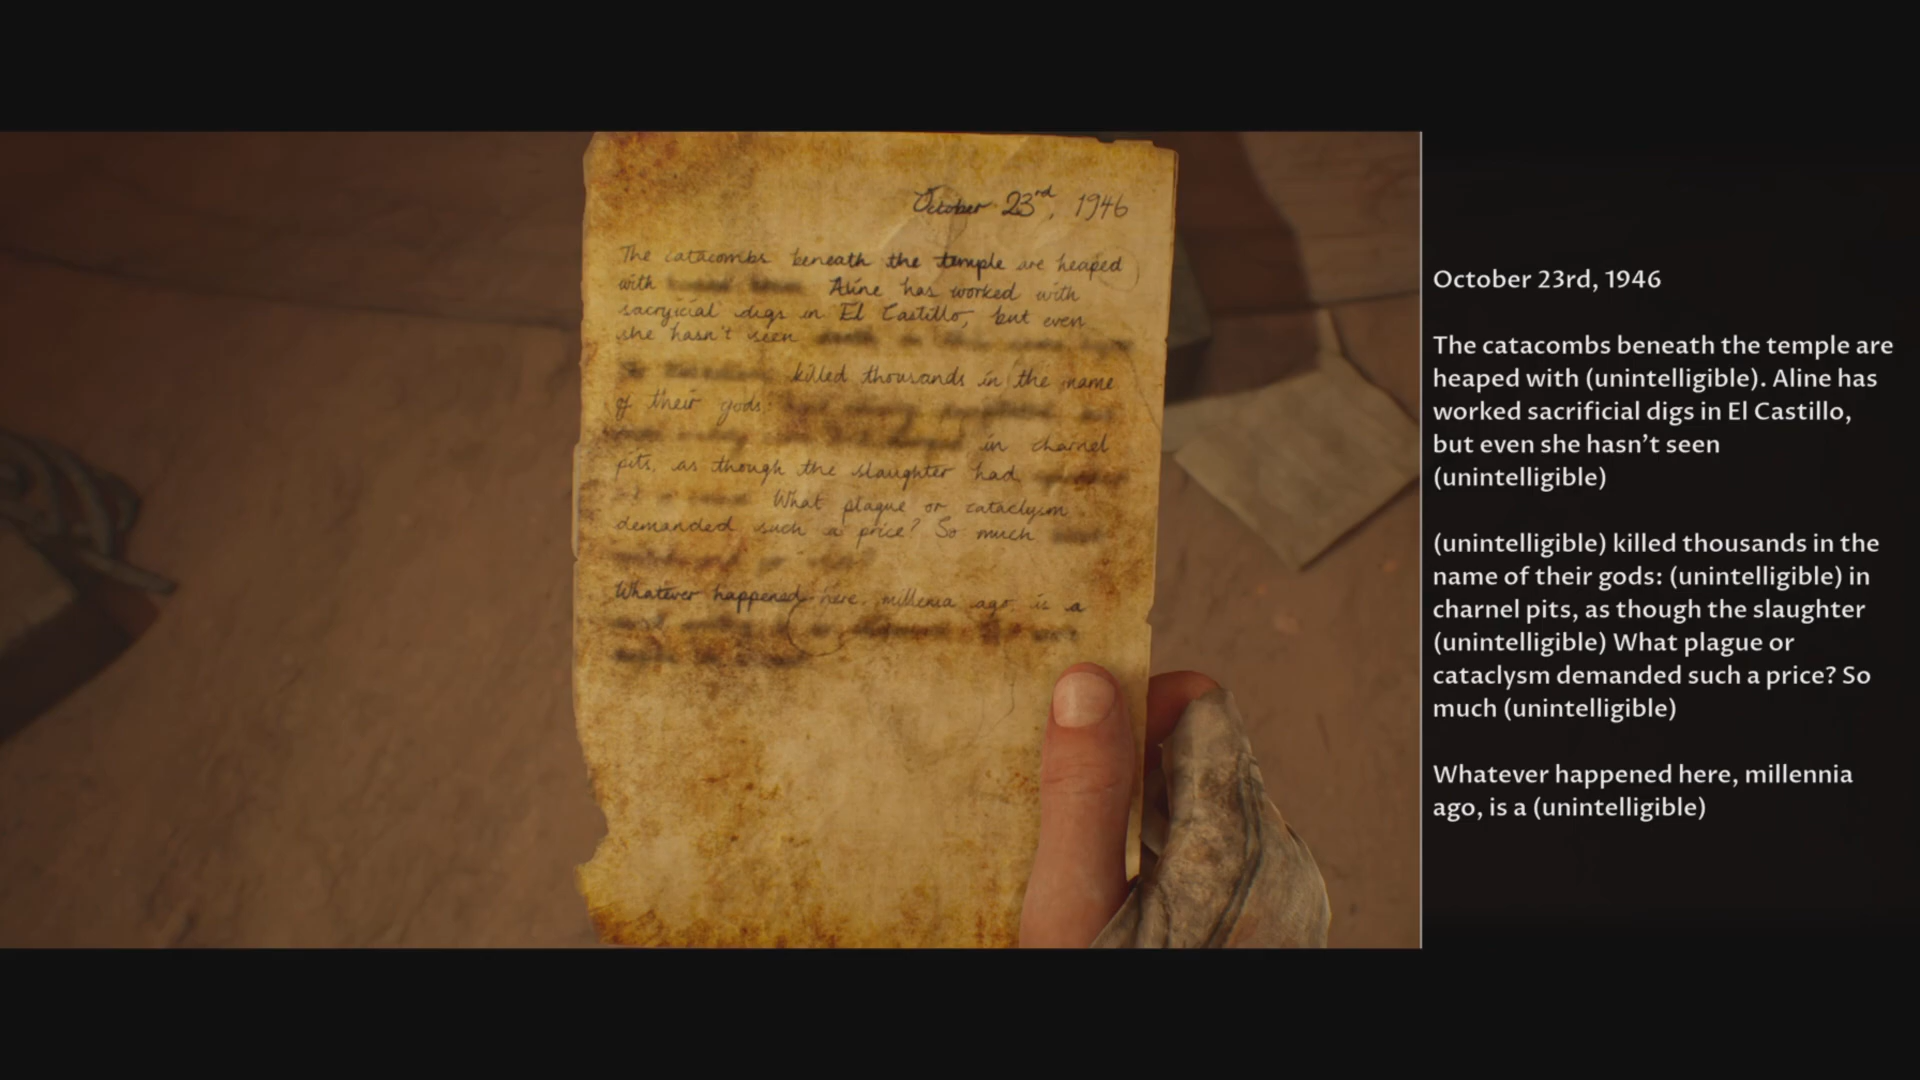 October 23rd, 1946
The catacombs beneath the temple are heaped
with Aline has worked with
sacrificial digs in El Castillo, but even
she hasn't seen
killed thousands in the name
of their gods:
in charnel
pits, as though the slaughter had
What plague or cataclysm
demanded such a price? So much
Whatever happened here, millenia ago, is a
October 23rd, 1946
The catacombs beneath the temple are
heaped with (unintelligible). Aline has
worked sacrificial digs in El Castillo,
but even she hasn’t seen
(unintelligible)
(unintelligible) killed thousands in the
name of their gods: (unintelligible) in
charnel pits, as though the slaughter
(unintelligible) What plague or
cataclysm demanded such a price? So
much (unintelligible)
Whatever happened here, millennia
ago, is a (unintelligible)